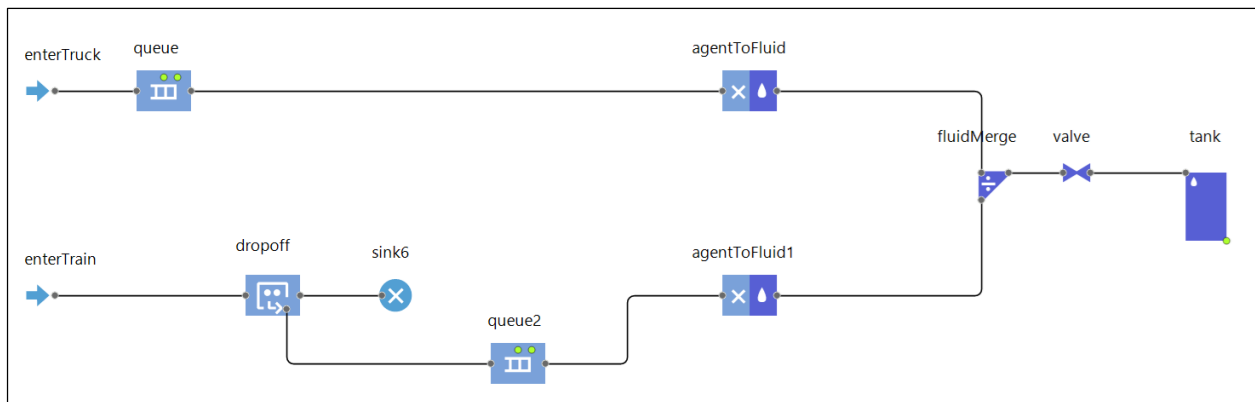 enterTruck
queue
agentToFluid
fluidMerge
valve
tank
enterTrain
dropoff
sink6
agentToFluid1
queue2